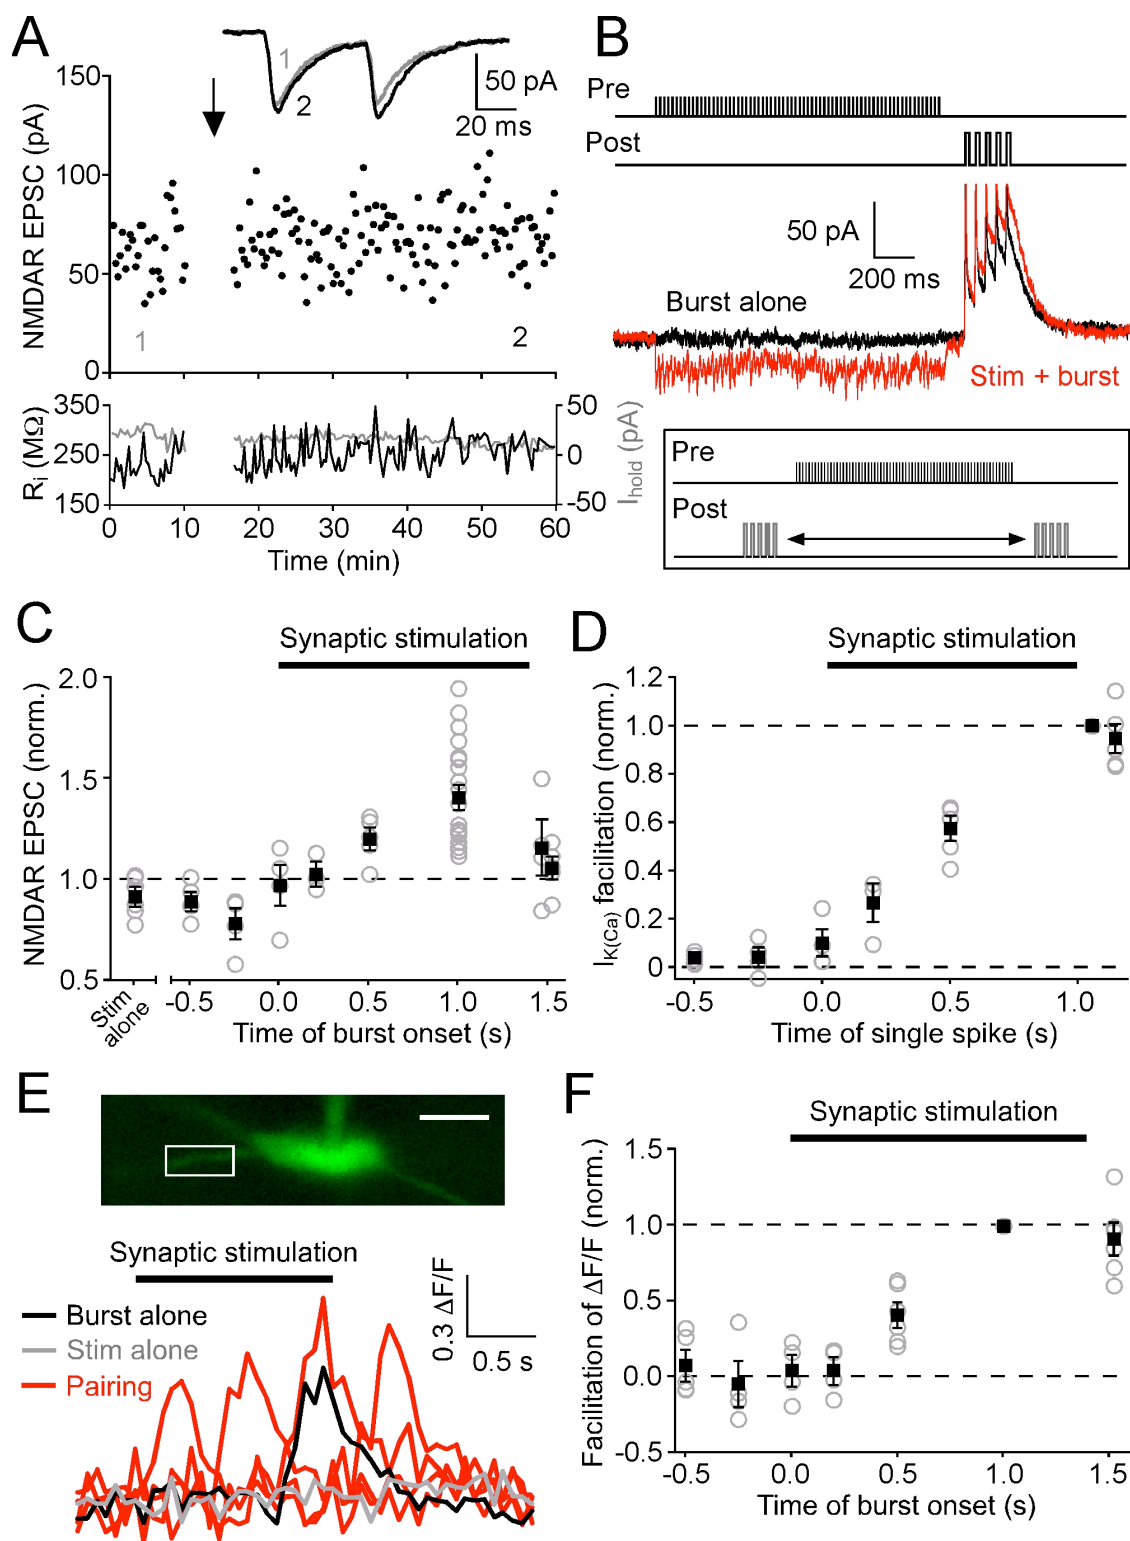 A
1
2
50 pA
20 ms
150
100
50
0
NMDAR EPSC (pA)
1
2
350
250
150
Ri (MΩ)
50
0
-50
Ihold (pA)
0 10 20 30 40 50 60
Time (min)
B
Pre
Post
50 pA
200 ms
Burst alone
Stim + burst
Pre
Post
C
Synaptic stimulation
2.0
1.5
1.0
0.5
NMDAR EPSC (norm.)
Stim
alone
-0.5 0.0 0.5 1.0 1.5
Time of burst onset (s)
D
Synaptic stimulation
1.2
1.0
0.8
0.6
0.4
0.2
0
IK(Ca) facilitation (norm.)
-0.5 0.0 0.5 1.0
Time of single spike (s)
E
Synaptic stimulation
Burst alone
Stim alone
Pairing
0.3 ΔF/F
0.5 s
F
Synaptic stimulation
1.5
1.0
0.5
0.0
-0.5
Facilitation of ΔF/F (norm.)
-0.5 0.0 0.5 1.0 1.5
Time of burst onset (s)